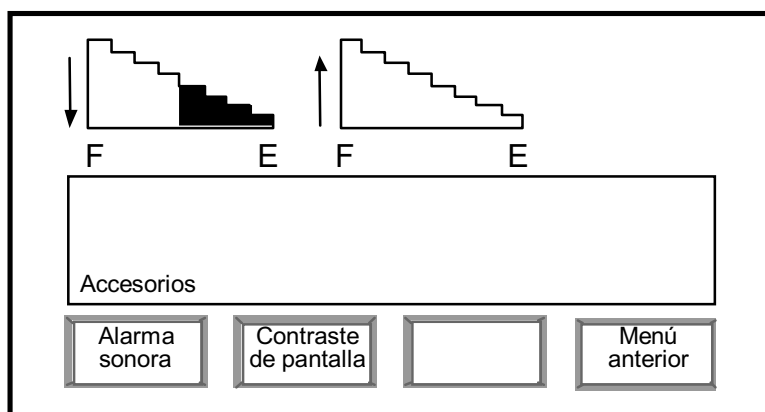 F E F E
Accesorios
Alarma
sonora
Contraste
de pantalla
Menú
anterior